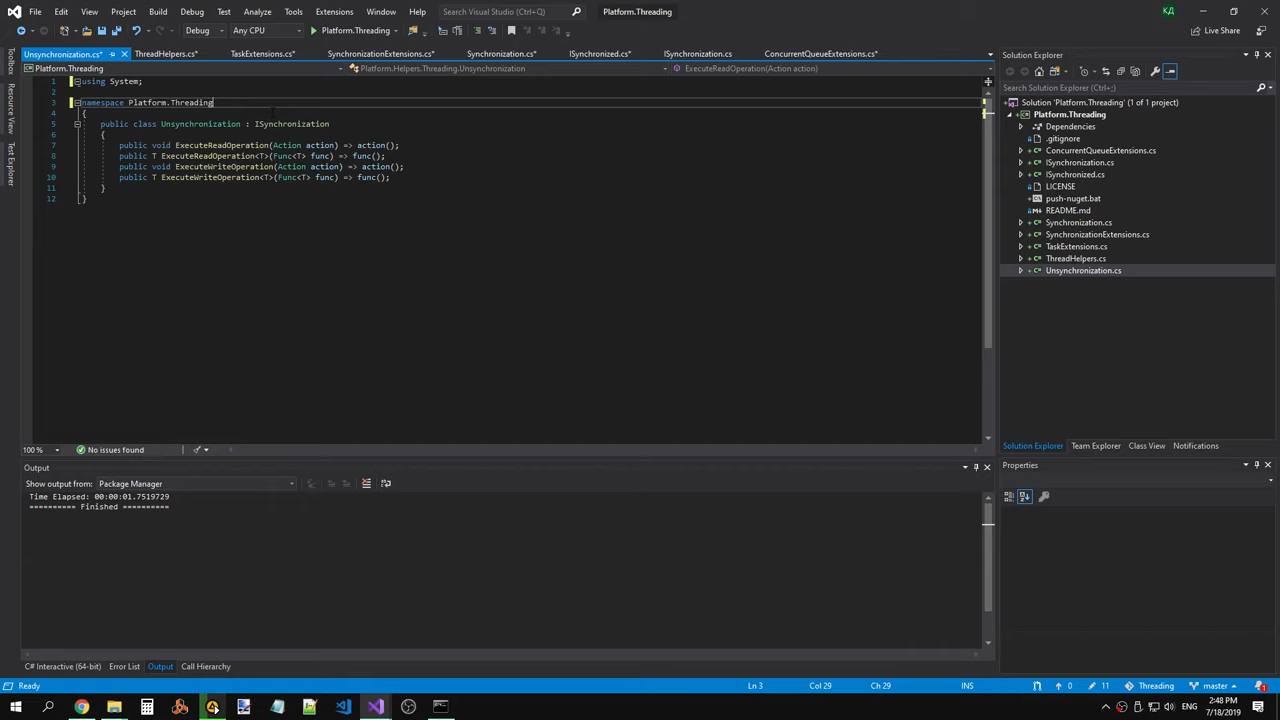 File Edit View Project Build Debug Test Analyze Tools Extensions Window Help Search Visual Studio (Ctrl+Q) Platform.Threading КД
Debug Any CPU Platform.Threading Live Share
Toolbox
Resource View
Test Explorer
Unsynchronization.cs* ThreadHelpers.cs* TaskExtensions.cs* SynchronizationExtensions.cs* Synchronization.cs* ISynchronized.cs* ISynchronization.cs* ConcurrentQueueExtensions.cs*
Platform.Threading Platform.Helpers.Threading.Unsynchronization ExecuteReadOperation(Action action)
1 using System;
2
3 namespace Platform.Threading
4 {
5 public class Unsynchronization : ISynchronization
6 {
7 public void ExecuteReadOperation(Action action) => action();
8 public T ExecuteReadOperation<T>(Func<T> func) => func();
9 public void ExecuteWriteOperation(Action action) => action();
10 public T ExecuteWriteOperation<T>(Func<T> func) => func();
11 }
12 }
100 % No issues found
Output
Show output from: Package Manager
Time Elapsed: 00:00:01.7519729
========== Finished ==========
C# Interactive (64-bit) Error List Output Call Hierarchy
Solution Explorer
Search Solution Explorer (Ctrl+;)
Solution 'Platform.Threading' (1 of 1 project)
Platform.Threading
Dependencies
.gitignore
ConcurrentQueueExtensions.cs
ISynchronization.cs
ISynchronized.cs
LICENSE
push-nuget.bat
README.md
Synchronization.cs
SynchronizationExtensions.cs
TaskExtensions.cs
ThreadHelpers.cs
Unsynchronization.cs
Solution Explorer Team Explorer Class View Notifications
Properties
Ready Ln 3 Col 29 Ch 29 INS 0 11 Threading master 1
ENG 2:48 PM
7/18/2019